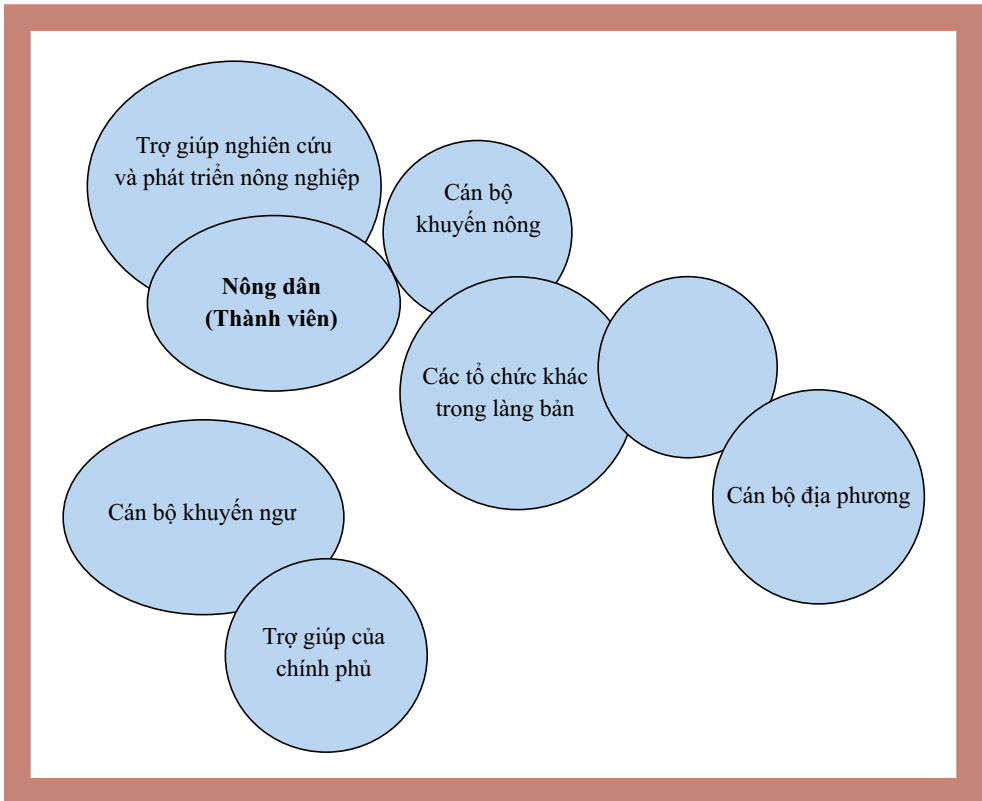 Trợ giúp nghiên cứu
và phát triển nông nghiệp
Cán bộ
khuyến nông
Nông dân
(Thành viên)
Các tổ chức khác
trong làng bản
Cán bộ địa phương
Cán bộ khuyến ngư
Trợ giúp của
chính phủ